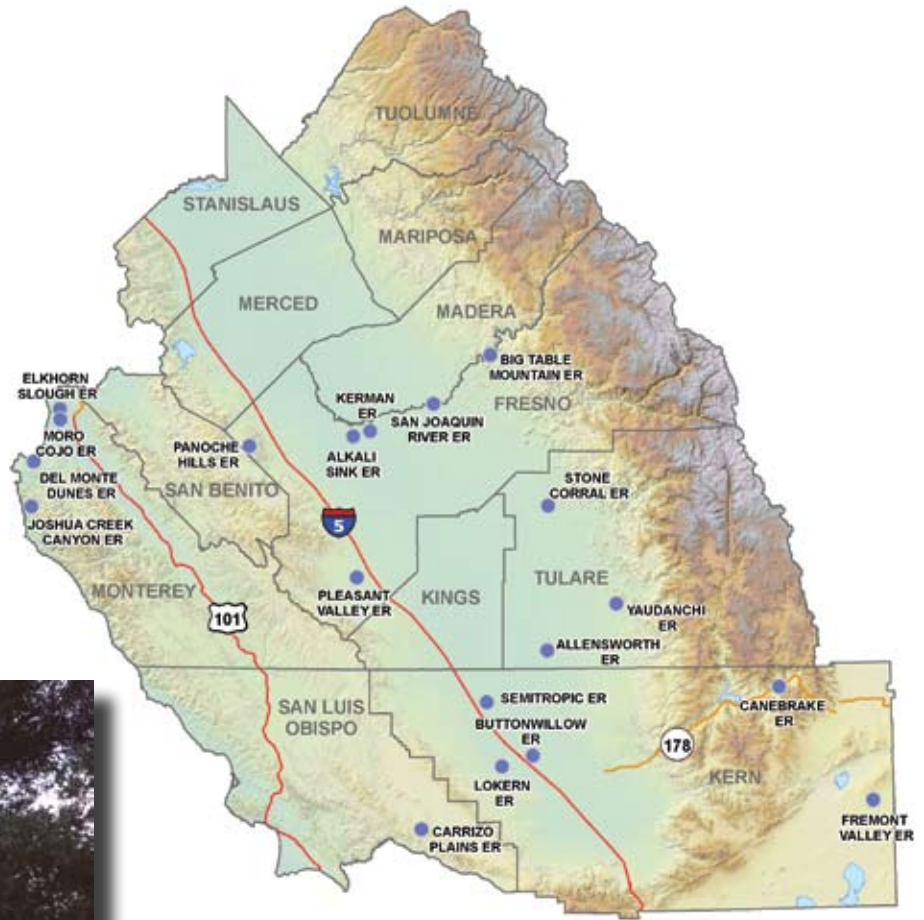 TUOLUMNE
STANISLAUS
MARIPOSA
MERCED
MADERA
BIG TABLE
MOUNTAIN ER
ELKHORN
SLOUGH ER
KERMAN
ER
SAN JOAQUIN
RIVER ER
FRESNO
MORO
COJO ER
PANOCHE
HILLS ER
ALKALI
SINK ER
DEL MONTE
DUNES ER
SAN BENITO
STONE
CORRAL ER
JOSHUA CREEK
CANYON ER
5
MONTEREY
PLEASANT
VALLEY ER
KINGS
TULARE
YAUDANCHI
ER
101
ALLENSWORTH
ER
SAN LUIS
OBISPO
SEMITROPIC ER
CANEBRAKE
ER
BUTTONWILLOW
ER
178
LOKERN
ER
KERN
CARRIZO
PLAINS ER
FREMONT
VALLEY ER